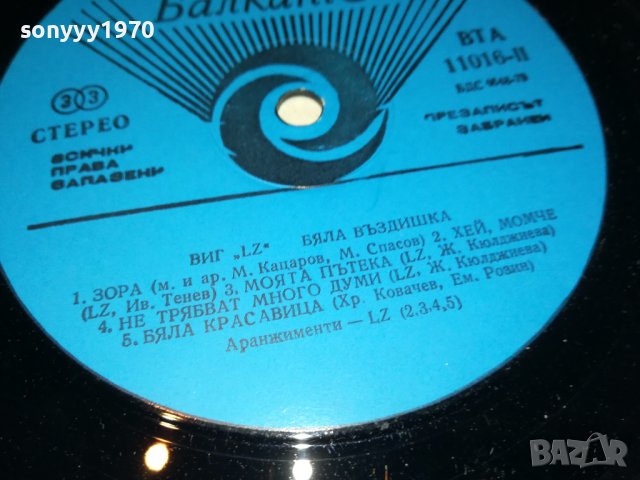 sonyyy1970
Балкан
ВТА
11016-II
33
СТЕРЕО
ВСИЧКИ
ПРАВА
ЗАПАЗЕНИ
ПРЕЗАПИСЪТ
ЗАБРАНЕН
ВИГ „LZ“ БЯЛА ВЪЗДИШКА
1. ЗОРА (м. и ар. М. Кацаров, М. Спасов) 2. ХЕЙ, МОМЧЕ
(LZ, Ив. Тенев) 3. МОЯТА ПЪТЕКА (LZ, Ж. Кюлджиева)
4. НЕ ТРЯБВАТ МНОГО ДУМИ (LZ, Ж. Кюлджиева)
5. БЯЛА КРАСАВИЦА (Хр. Ковачев, Ем. Розин)
Аранжименти — LZ (2,3,4,5)
BAZAR